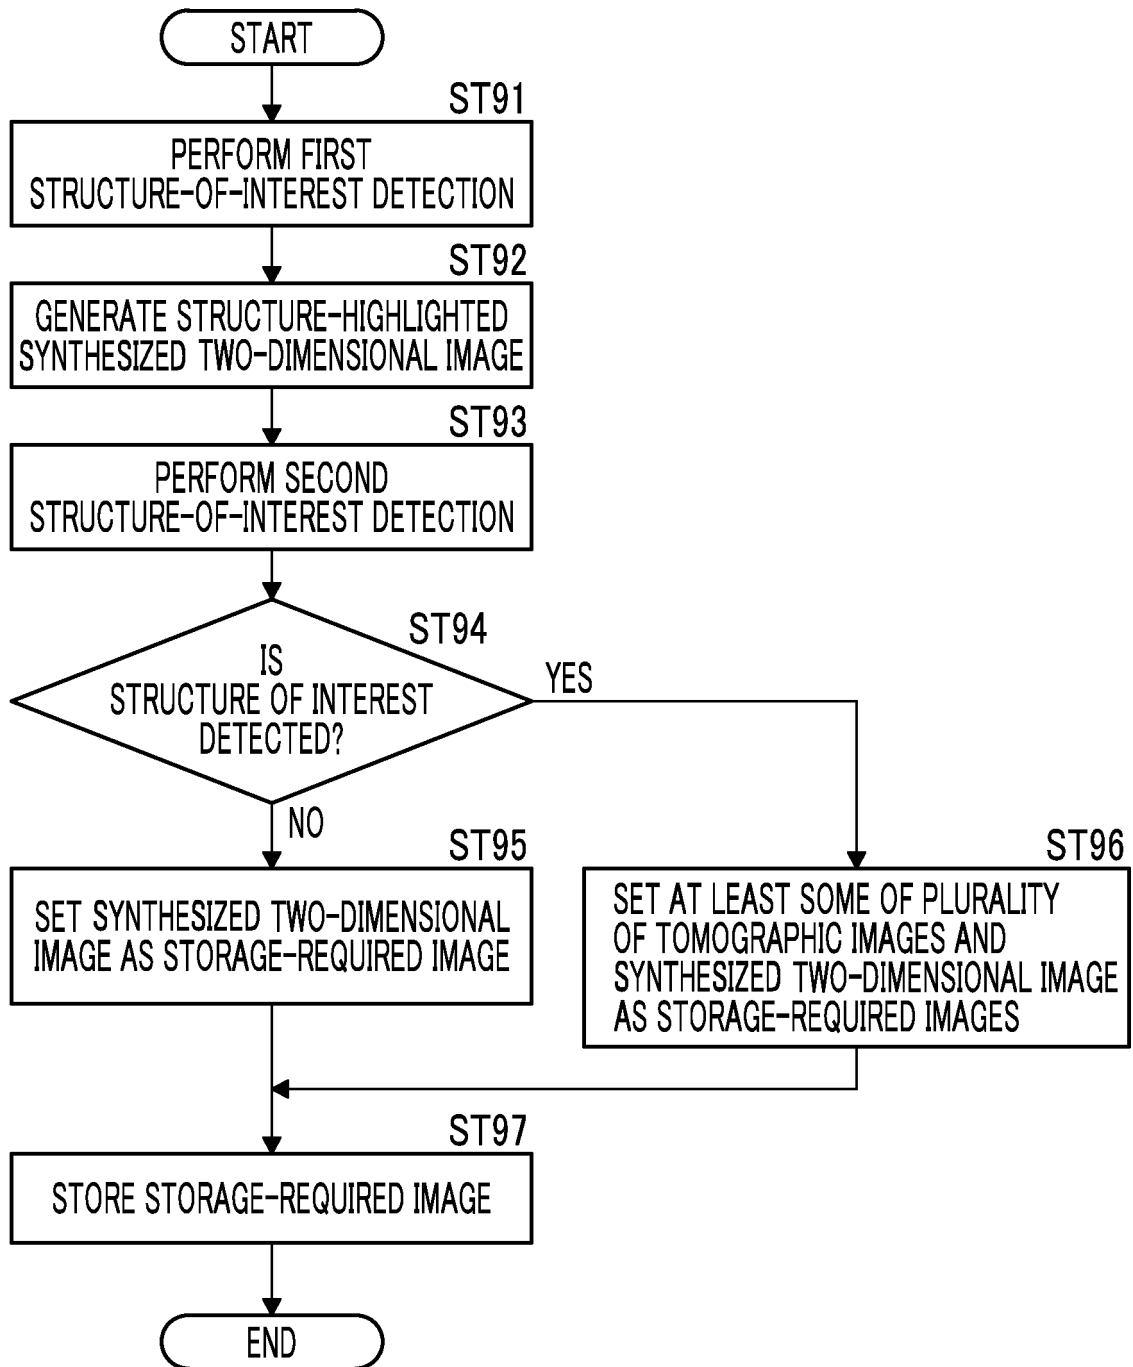 START
ST91
PERFORM FIRST
STRUCTURE-OF-INTEREST DETECTION
ST92
GENERATE STRUCTURE-HIGHLIGHTED
SYNTHESIZED TWO-DIMENSIONAL IMAGE
ST93
PERFORM SECOND
STRUCTURE-OF-INTEREST DETECTION
ST94
IS
STRUCTURE OF INTEREST
DETECTED?
YES
NO
ST95
SET SYNTHESIZED TWO-DIMENSIONAL
IMAGE AS STORAGE-REQUIRED IMAGE
ST96
SET AT LEAST SOME OF PLURALITY
OF TOMOGRAPHIC IMAGES AND
SYNTHESIZED TWO-DIMENSIONAL IMAGE
AS STORAGE-REQUIRED IMAGES
ST97
STORE STORAGE-REQUIRED IMAGE
END